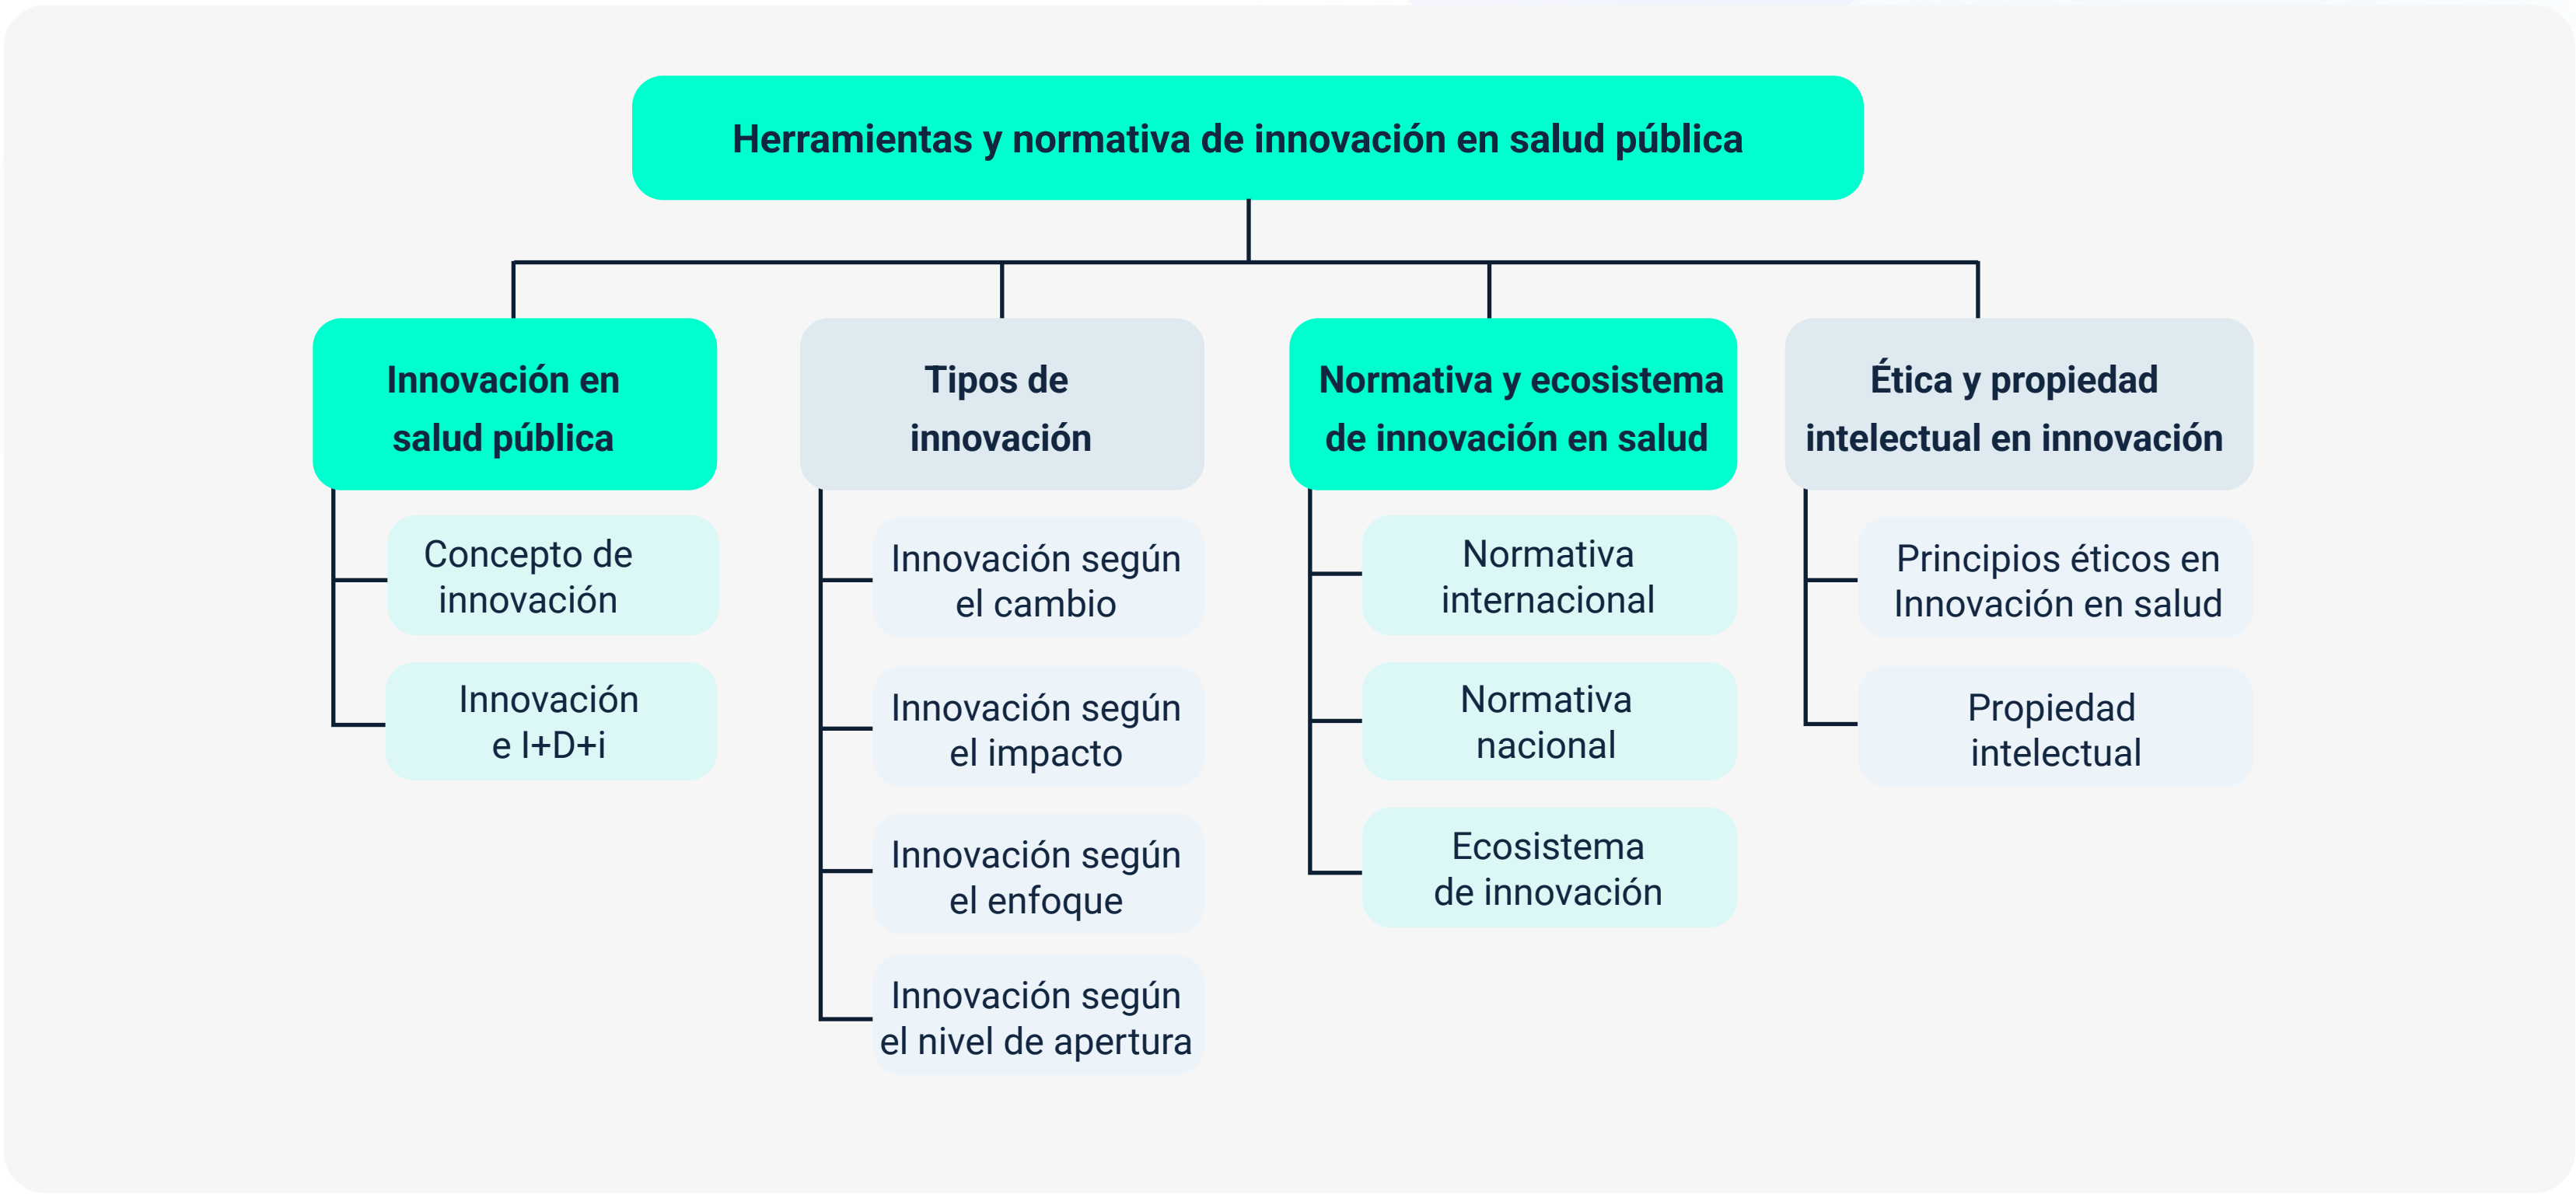 Herramientas y normativa de innovación en salud pública
Innovación en
salud pública
Concepto de
innovación
Innovación
e I+D+i
Tipos de
innovación
Innovación según
el cambio
Innovación según
el impacto
Innovación según
el enfoque
Innovación según
el nivel de apertura
Normativa y ecosistema
de innovación en salud
Normativa
internacional
Normativa
nacional
Ecosistema
de innovación
Ética y propiedad
intelectual en innovación
Principios éticos en
Innovación en salud
Propiedad
intelectual